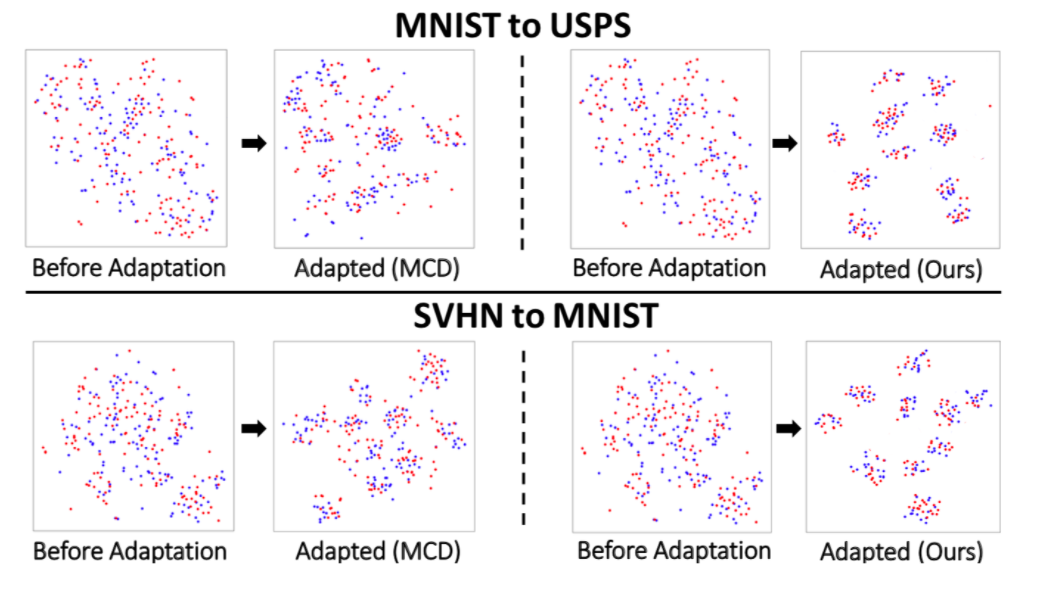 MNIST to USPS
Before Adaptation
Adapted (MCD)
Before Adaptation
Adapted (Ours)
SVHN to MNIST
Before Adaptation
Adapted (MCD)
Before Adaptation
Adapted (Ours)